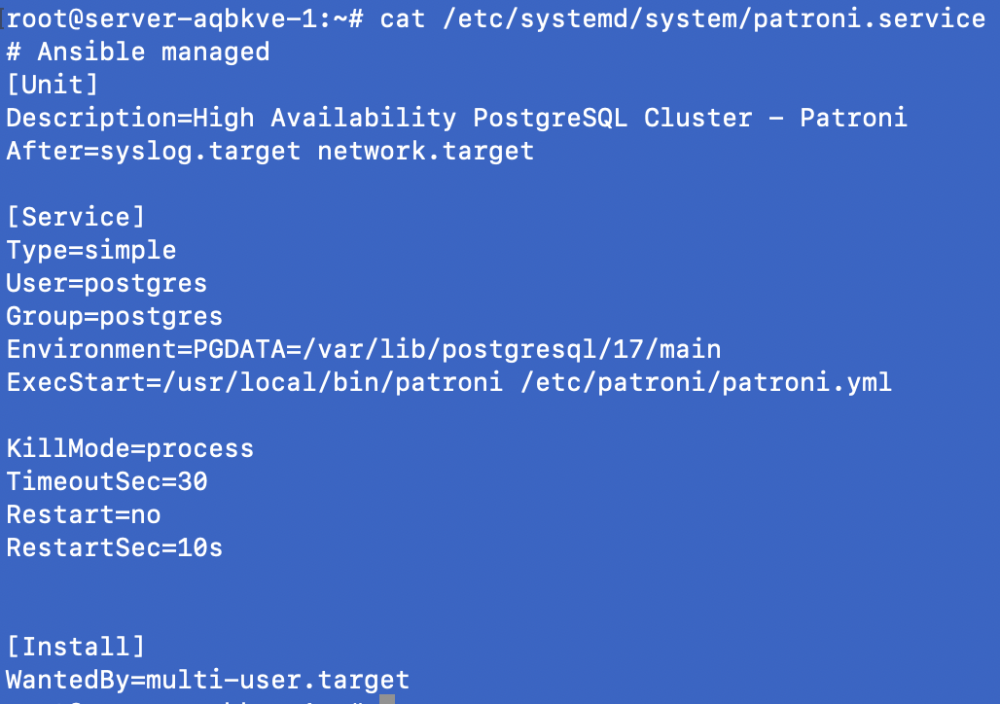 root@server-aqbkve-1:~# cat /etc/systemd/system/patroni.service
# Ansible managed
[Unit]
Description=High Availability PostgreSQL Cluster - Patroni
After=syslog.target network.target

[Service]
Type=simple
User=postgres
Group=postgres
Environment=PGDATA=/var/lib/postgresql/17/main
ExecStart=/usr/local/bin/patroni /etc/patroni/patroni.yml

KillMode=process
TimeoutSec=30
Restart=no
RestartSec=10s

[Install]
WantedBy=multi-user.target